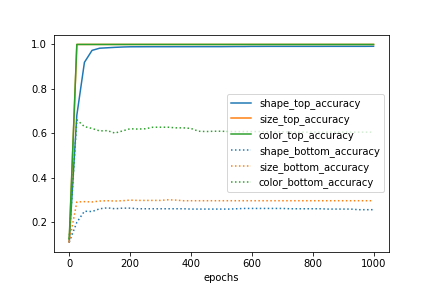 1.0
0.8
0.6
0.4
0.2
0
200
400
600
800
1000
epochs
shape_top_accuracy
size_top_accuracy
color_top_accuracy
shape_bottom_accuracy
size_bottom_accuracy
color_bottom_accuracy